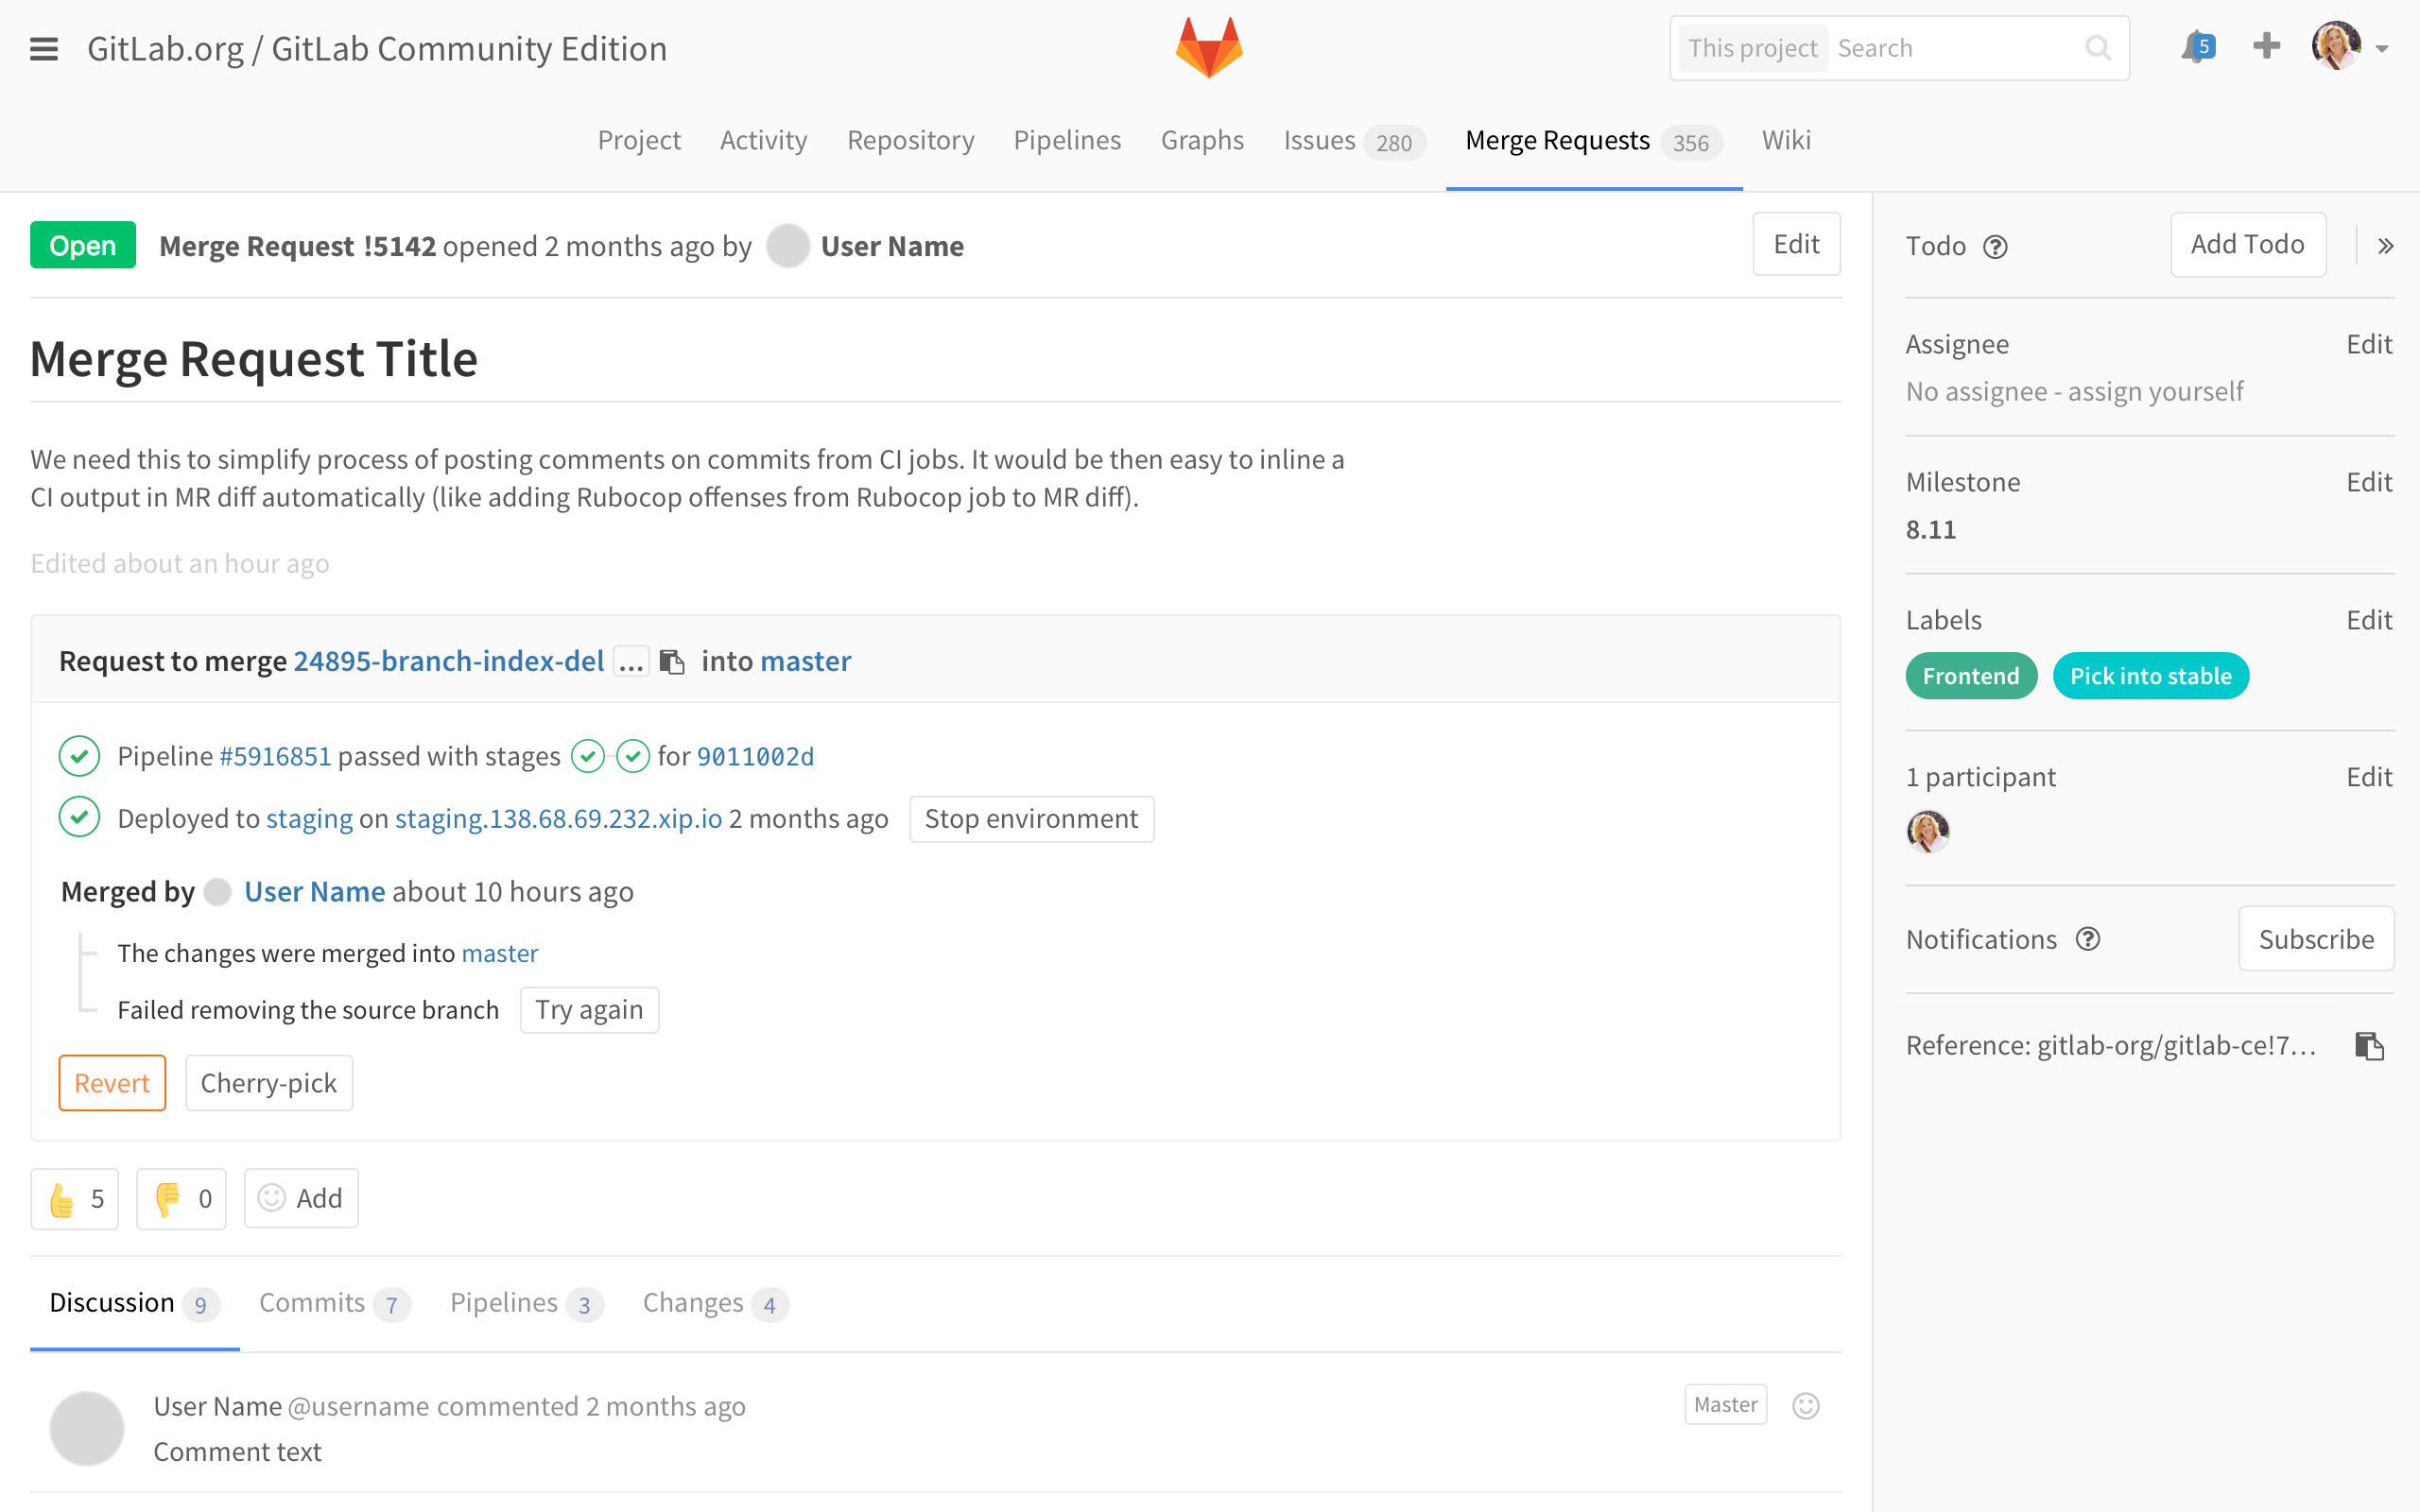 GitLab.org / GitLab Community Edition
This project Search
5
Project Activity Repository Pipelines Graphs Issues 280 Merge Requests 356 Wiki
Open Merge Request !5142 opened 2 months ago by User Name Edit
Merge Request Title
We need this to simplify process of posting comments on commits from CI jobs. It would be then easy to inline a
CI output in MR diff automatically (like adding Rubocop offenses from Rubocop job to MR diff).
Edited about an hour ago
Request to merge 24895-branch-index-del ... into master
Pipeline #5916851 passed with stages for 9011002d
Deployed to staging on staging.138.68.69.232.xip.io 2 months ago Stop environment
Merged by User Name about 10 hours ago
The changes were merged into master
Failed removing the source branch Try again
Revert Cherry-pick
5 0 Add
Discussion 9 Commits 7 Pipelines 3 Changes 4
User Name @username commented 2 months ago Master
Comment text
Todo Add Todo
Assignee Edit
No assignee - assign yourself
Milestone Edit
8.11
Labels Edit
Frontend Pick into stable
1 participant Edit
Notifications Subscribe
Reference: gitlab-org/gitlab-ce!7...